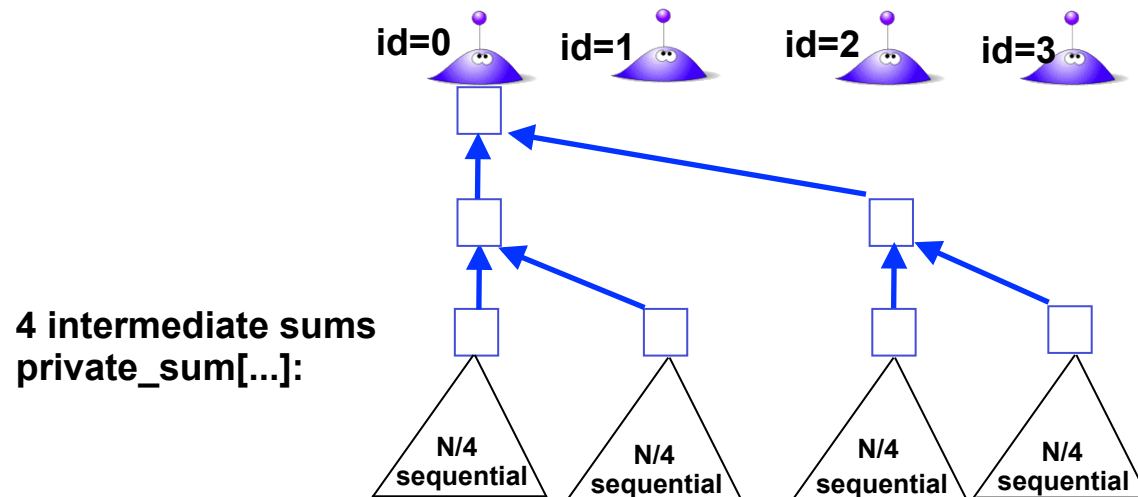 id=0
id=1
id=2
id=3
4 intermediate sums
private_sum[...]:
N/4
sequential
N/4
sequential
N/4
sequential
N/4
sequential